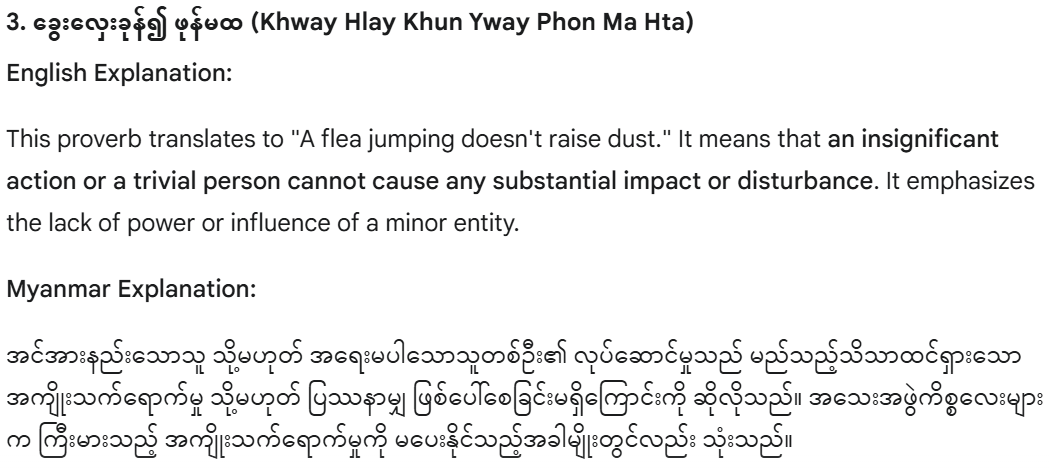 3. ခွေးလှေးခုန်၍ ဖုန်မထ (Khway Hlay Khun Yway Phon Ma Hta)
English Explanation:
This proverb translates to "A flea jumping doesn't raise dust." It means that an insignificant
action or a trivial person cannot cause any substantial impact or disturbance. It emphasizes
the lack of power or influence of a minor entity.
Myanmar Explanation:
အင်အားနည်းသောသူ သို့မဟုတ် အရေးမပါသောသူတစ်ဦး၏ လုပ်ဆောင်မှုသည် မည်သည့်သိသာထင်ရှားသော
အကျိုးသက်ရောက်မှု သို့မဟုတ် ပြဿနာမျှ ဖြစ်ပေါ်စေခြင်းမရှိကြောင်းကို ဆိုလိုသည်။ အသေးအဖွဲကိစ္စလေးများ
က ကြီးမားသည့် အကျိုးသက်ရောက်မှုကို မပေးနိုင်သည့်အခါမျိုးတွင်လည်း သုံးသည်။